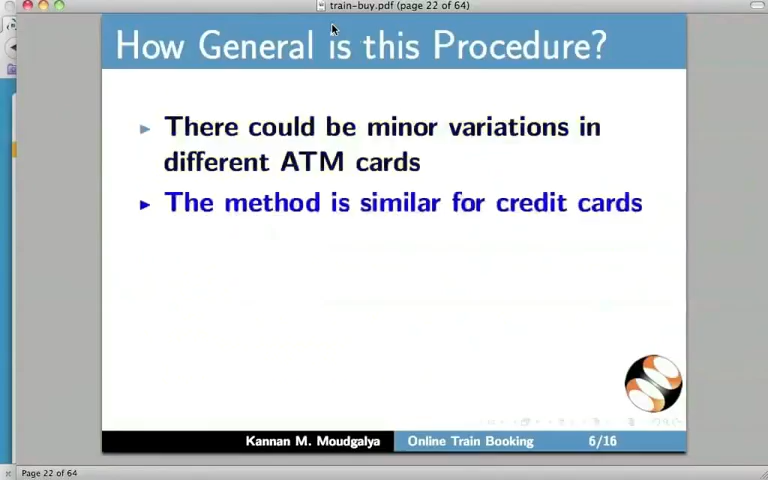 train-buy.pdf (page 22 of 64)
How General is this Procedure?
There could be minor variations in
different ATM cards
The method is similar for credit cards
Kannan M. Moudgalya Online Train Booking 6/16
Page 22 of 64